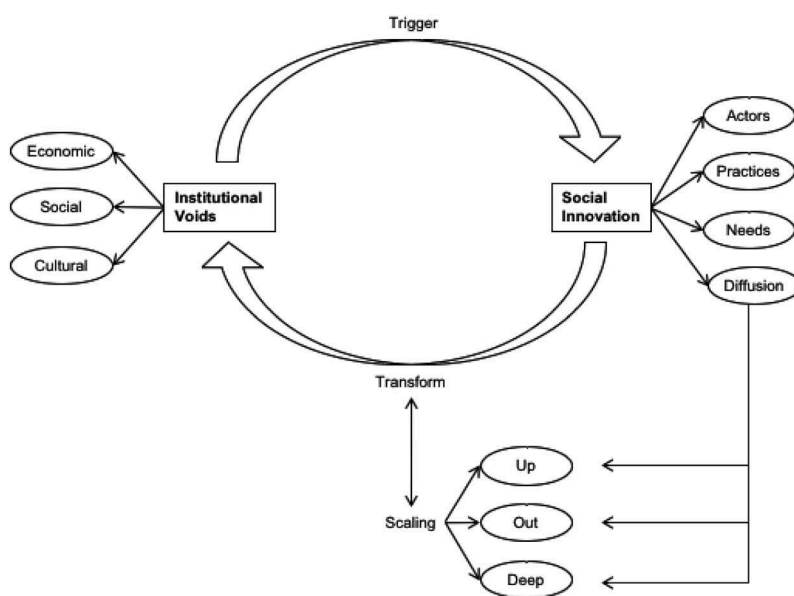 Trigger
Economic
Social
Cultural
Institutional
Voids
Social
Innovation
Actors
Practices
Needs
Diffusion
Transform
Scaling
Up
Out
Deep